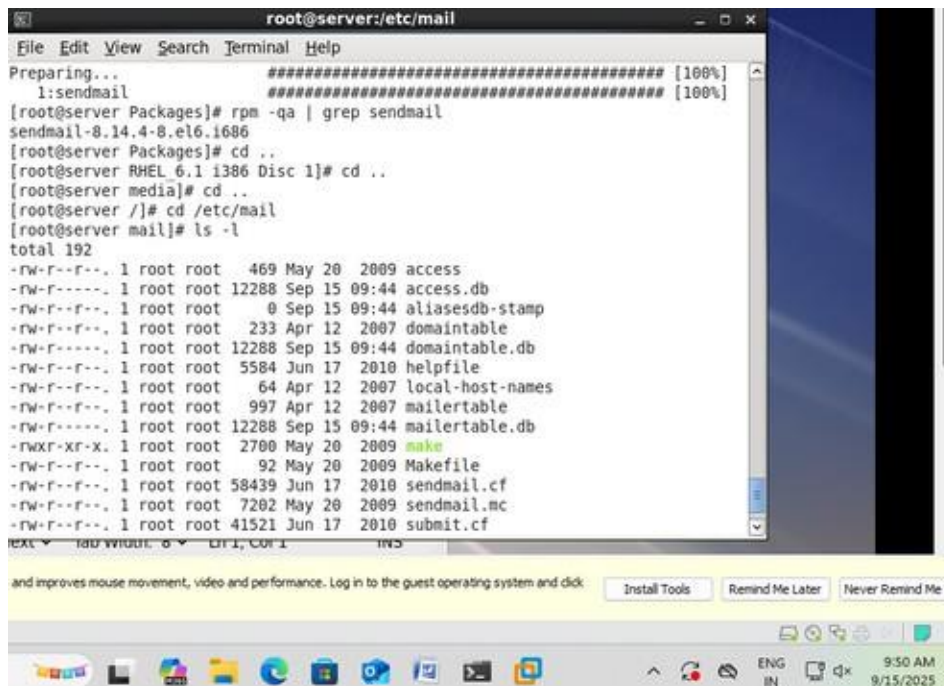 root@server:/etc/mail
File Edit View Search Terminal Help
Preparing... ########################################### [100%]
1:sendmail ########################################### [100%]
[root@server Packages]# rpm -qa | grep sendmail
sendmail-8.14.4-8.el6.i686
[root@server Packages]# cd ..
[root@server RHEL_6.1 i386 Disc 1]# cd ..
[root@server media]# cd ..
[root@server /]# cd /etc/mail
[root@server mail]# ls -l
total 192
-rw-r--r--. 1 root root 469 May 20 2009 access
-rw-r-----. 1 root root 12288 Sep 15 09:44 access.db
-rw-r--r--. 1 root root 0 Sep 15 09:44 aliasesdb-stamp
-rw-r--r--. 1 root root 233 Apr 12 2007 domaintable
-rw-r-----. 1 root root 12288 Sep 15 09:44 domaintable.db
-rw-r--r--. 1 root root 5584 Jun 17 2010 helpfile
-rw-r--r--. 1 root root 64 Apr 12 2007 local-host-names
-rw-r--r--. 1 root root 997 Apr 12 2007 mailertable
-rw-r-----. 1 root root 12288 Sep 15 09:44 mailertable.db
-rwxr-xr-x. 1 root root 2700 May 20 2009 make
-rw-r--r--. 1 root root 92 May 20 2009 Makefile
-rw-r--r--. 1 root root 58439 Jun 17 2010 sendmail.cf
-rw-r--r--. 1 root root 7202 May 20 2009 sendmail.mc
-rw-r--r--. 1 root root 41521 Jun 17 2010 submit.cf
Tab Width: 8 Ln 1, Col 1 INS
and improves mouse movement, video and performance. Log in to the guest operating system and click
Install Tools Remind Me Later Never Remind Me
ENG
IN
9:50 AM
9/15/2025